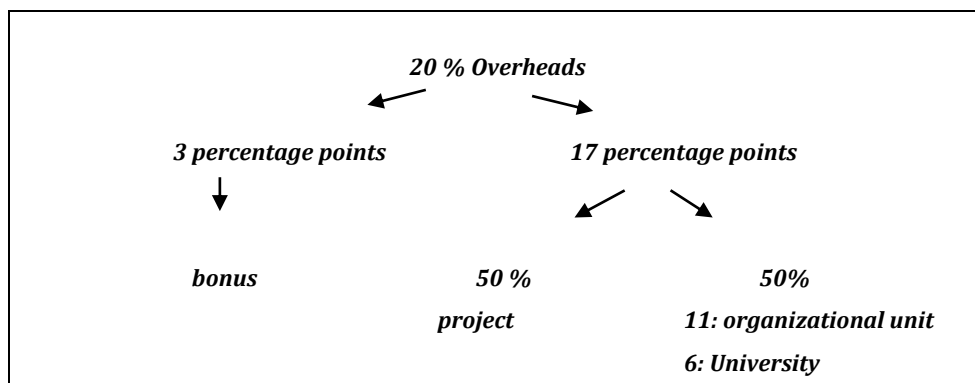 20 % Overheads
3 percentage points 17 percentage points
bonus 50 % 50%
project 11: organizational unit
6: University